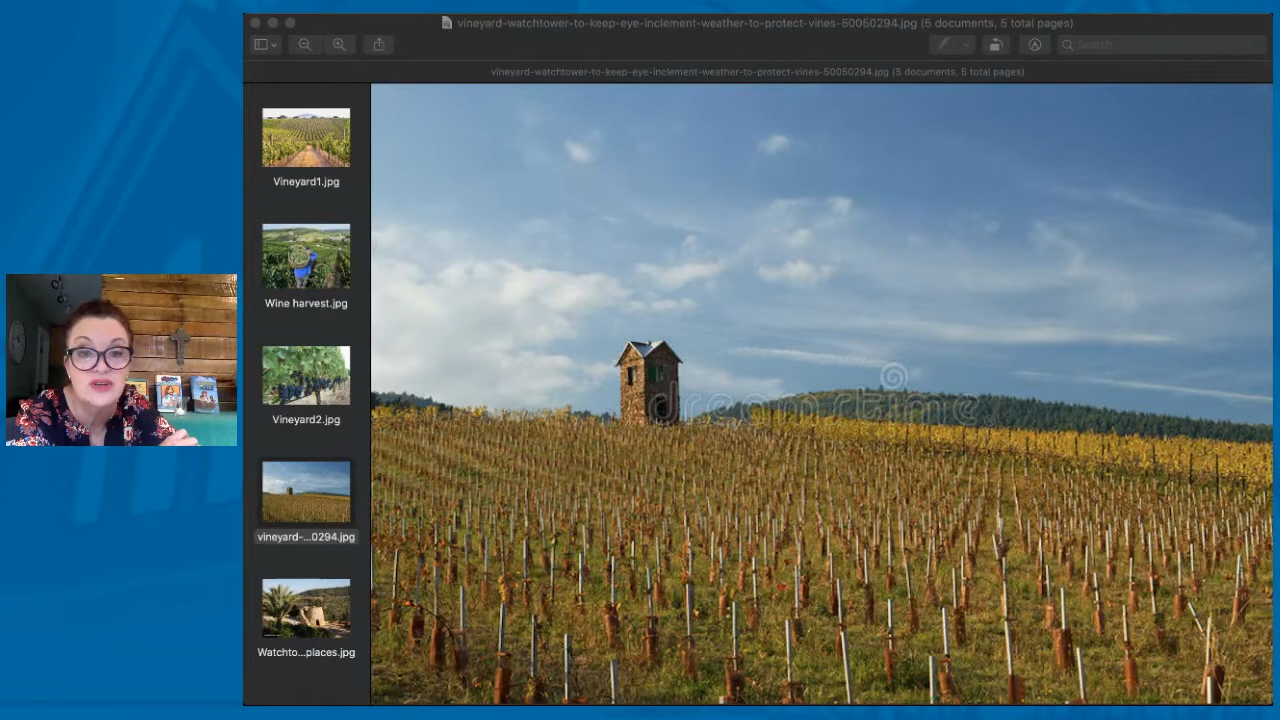 vineyard-watchtower-to-keep-eye-inclement-weather-to-protect-vines-50050294.jpg (5 documents, 5 total pages)
Search
vineyard-watchtower-to-keep-eye-inclement-weather-to-protect-vines-50050294.jpg (5 documents, 5 total pages)
Vineyard1.jpg
Wine harvest.jpg
Vineyard2.jpg
vineyard-...0294.jpg
Watchto...places.jpg
dreamstime